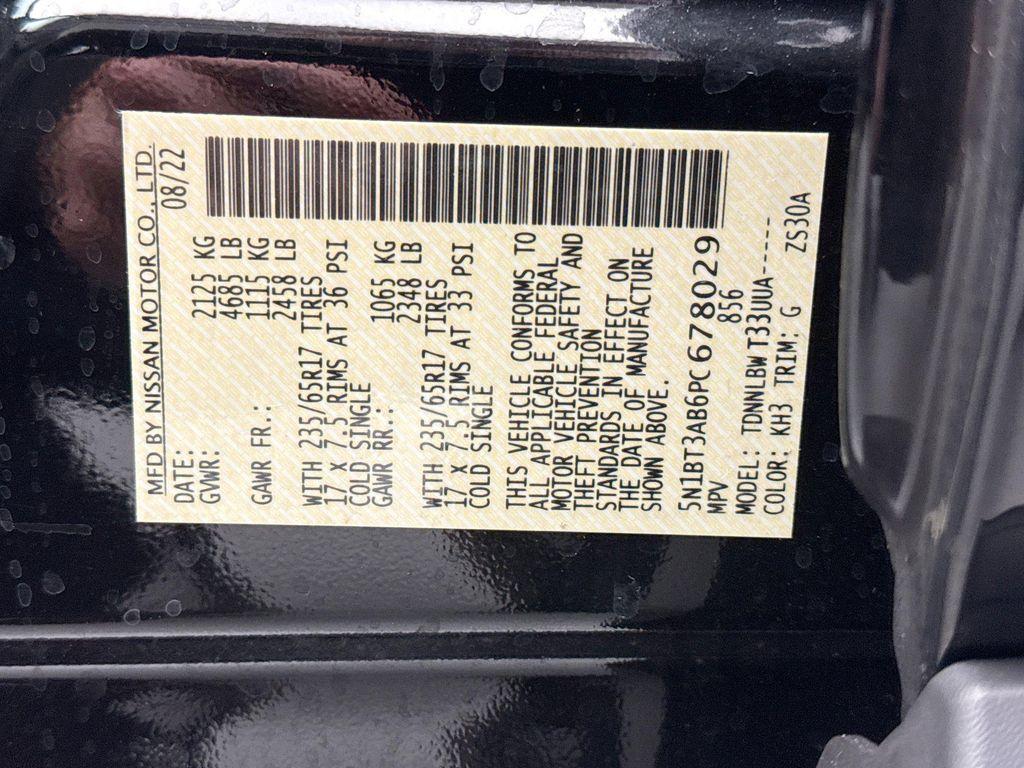 MFD BY NISSAN MOTOR CO., LTD.
DATE: 08/22
GVWR: 2125 KG
4685 LB
GAWR FR.: 1115 KG
2458 LB
WITH 235/65R17 TIRES
17 X 7.5 RIMS AT 36 PSI
COLD SINGLE
GAWR RR.: 1065 KG
2348 LB
WITH 235/65R17 TIRES
17 X 7.5 RIMS AT 33 PSI
COLD SINGLE
THIS VEHICLE CONFORMS TO
ALL APPLICABLE FEDERAL
MOTOR VEHICLE SAFETY AND
THEFT PREVENTION
STANDARDS IN EFFECT ON
THE DATE OF MANUFACTURE
SHOWN ABOVE.
5N1BT3AB6PC678029
MPV 856
MODEL: TDNNLBW T33UUA-----
COLOR: KH3 TRIM: G ZS30A